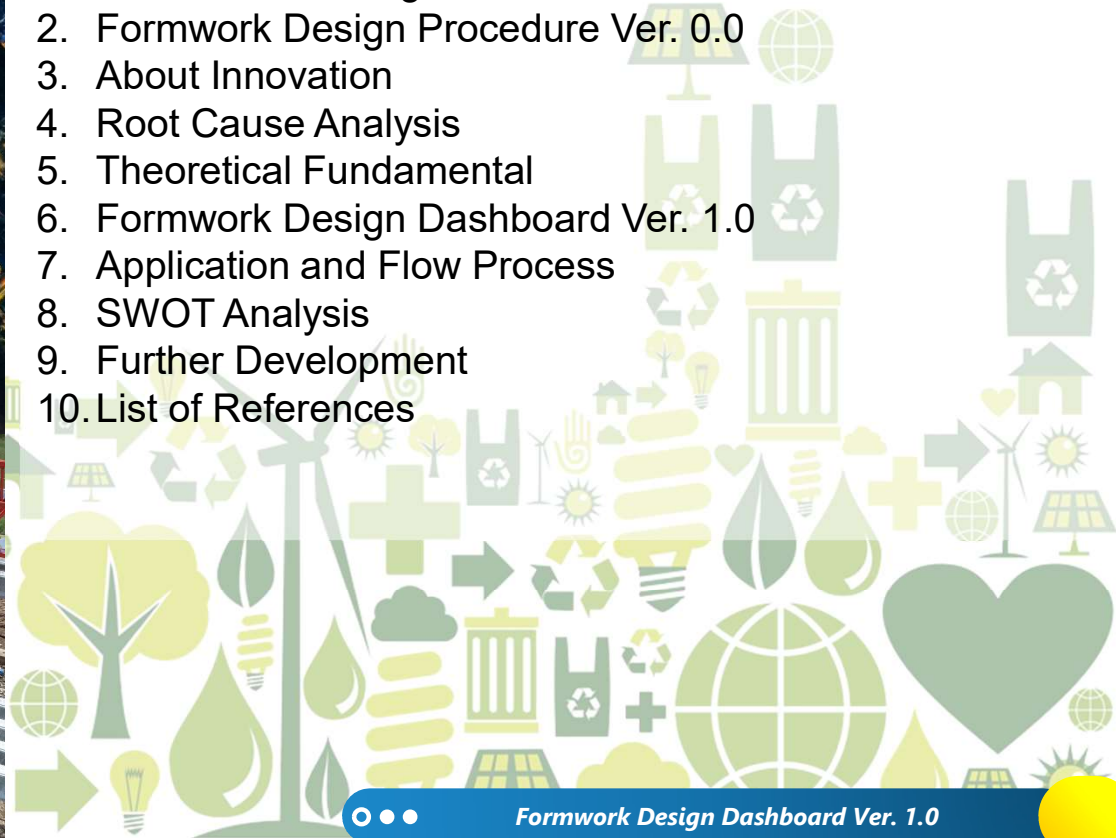 2. Formwork Design Procedure Ver. 0.0
3. About Innovation
4. Root Cause Analysis
5. Theoretical Fundamental
6. Formwork Design Dashboard Ver. 1.0
7. Application and Flow Process
8. SWOT Analysis
9. Further Development
10. List of References
Formwork Design Dashboard Ver. 1.0